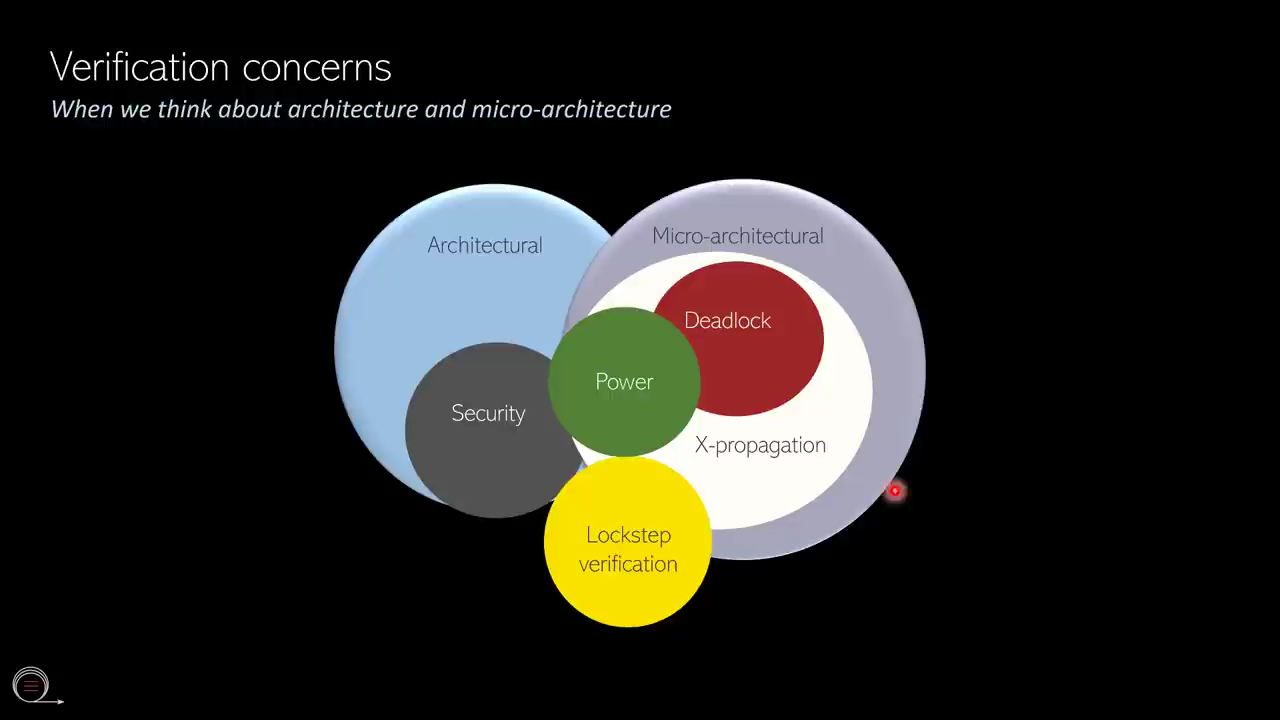 Verification concerns
When we think about architecture and micro-architecture
Architectural
Micro-architectural
Deadlock
Power
Security
X-propagation
Lockstep
verification